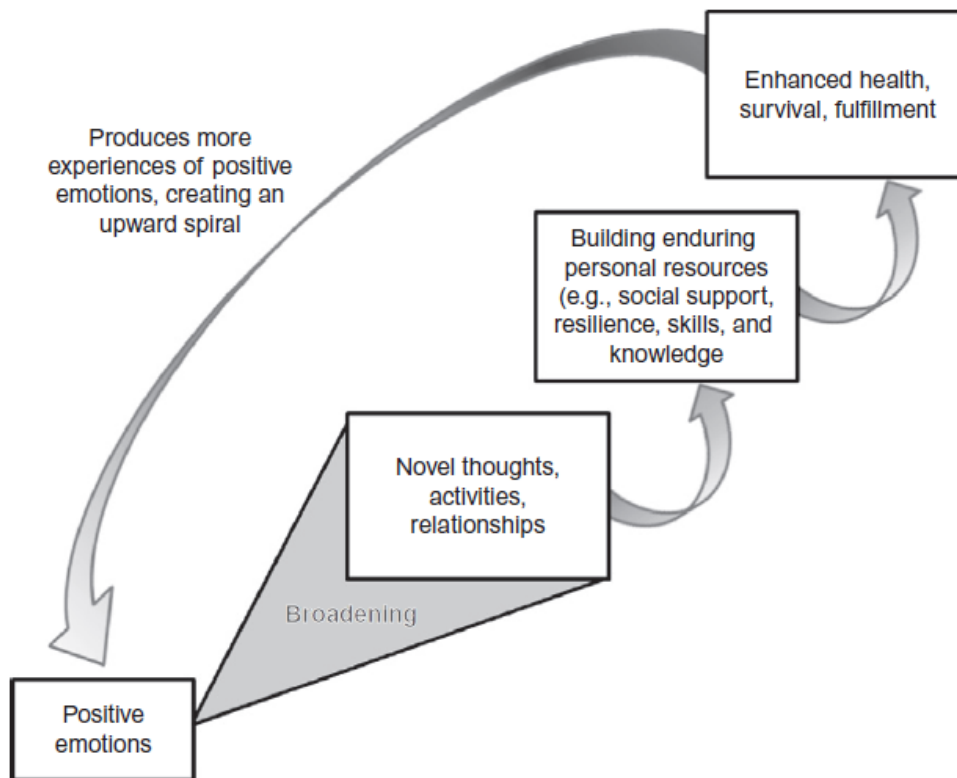 Enhanced health,
survival, fulfillment
Produces more
experiences of positive
emotions, creating an
upward spiral
Building enduring
personal resources
(e.g., social support,
resilience, skills, and
knowledge
Novel thoughts,
activities,
relationships
Broadening
Positive
emotions